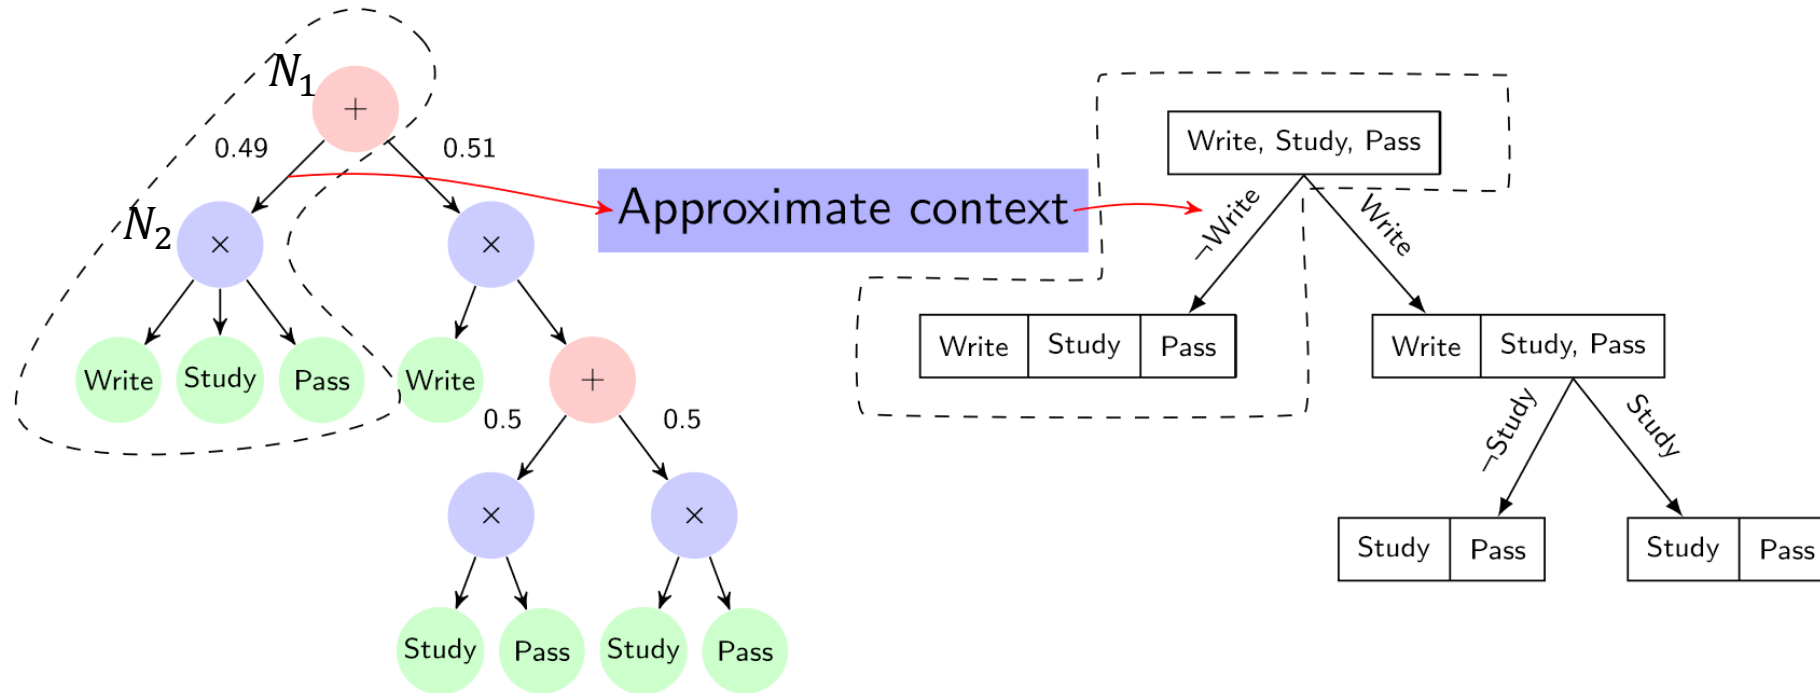 N1
+
0.49
0.51
N2
×
×
Write
Study
Pass
Write
+
0.5
0.5
×
×
Study
Pass
Study
Pass
Approximate context
Write, Study, Pass
¬Write
Write
Write
Study
Pass
Write
Study, Pass
¬Study
Study
Study
Pass
Study
Pass